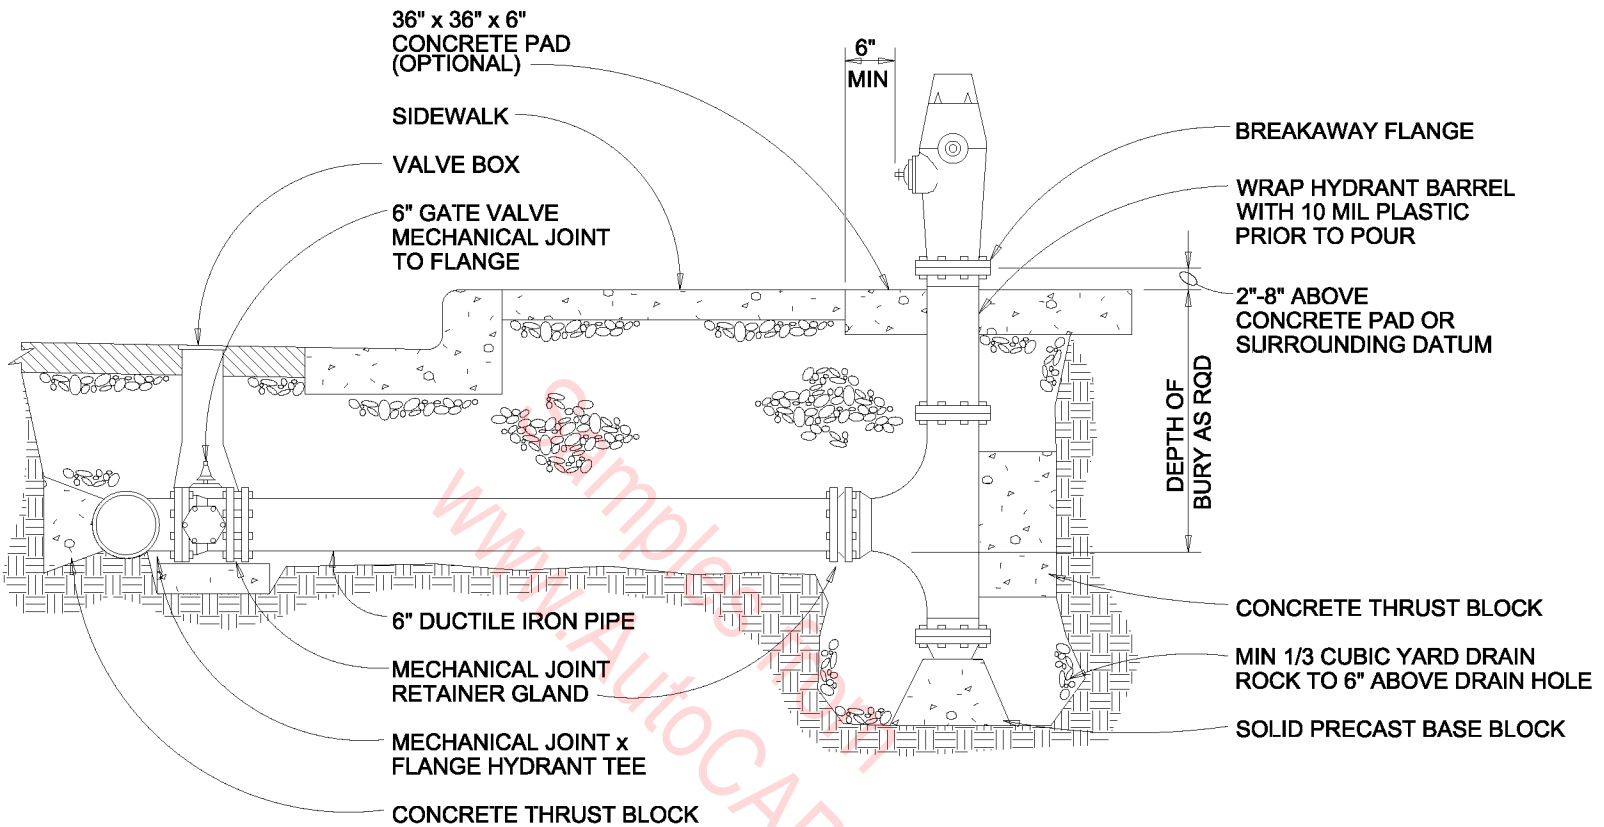 36" x 36" x 6"
CONCRETE PAD
(OPTIONAL)
SIDEWALK
VALVE BOX
6" GATE VALVE
MECHANICAL JOINT
TO FLANGE
6"
MIN
BREAKAWAY FLANGE
WRAP HYDRANT BARREL
WITH 10 MIL PLASTIC
PRIOR TO POUR
2"-8" ABOVE
CONCRETE PAD OR
SURROUNDING DATUM
DEPTH OF
BURY AS RQD
6" DUCTILE IRON PIPE
MECHANICAL JOINT
RETAINER GLAND
MECHANICAL JOINT x
FLANGE HYDRANT TEE
CONCRETE THRUST BLOCK
CONCRETE THRUST BLOCK
MIN 1/3 CUBIC YARD DRAIN
ROCK TO 6" ABOVE DRAIN HOLE
SOLID PRECAST BASE BLOCK
Samples from
www.AutoCAD